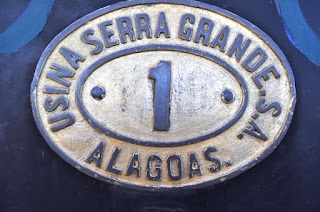 USINA SERRA GRANDE. S.A.
1
ALAGOAS.